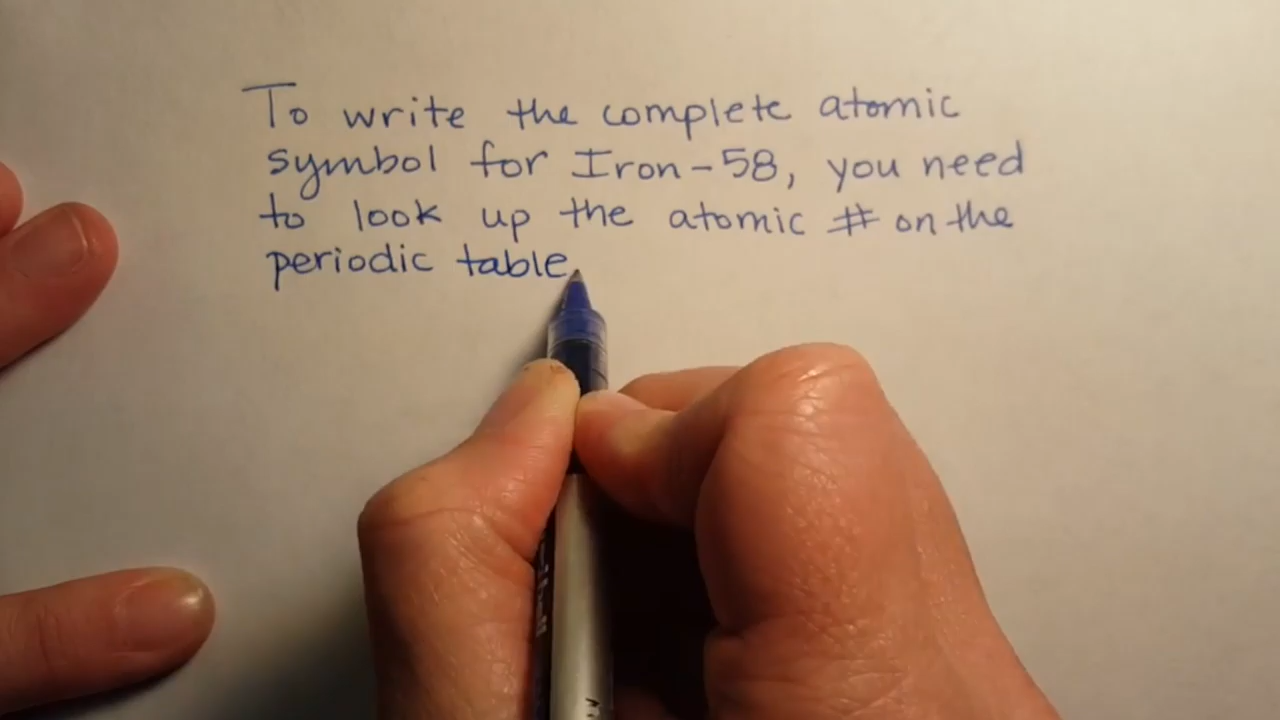 To write the complete atomic
symbol for Iron-58, you need
to look up the atomic # on the
periodic table.